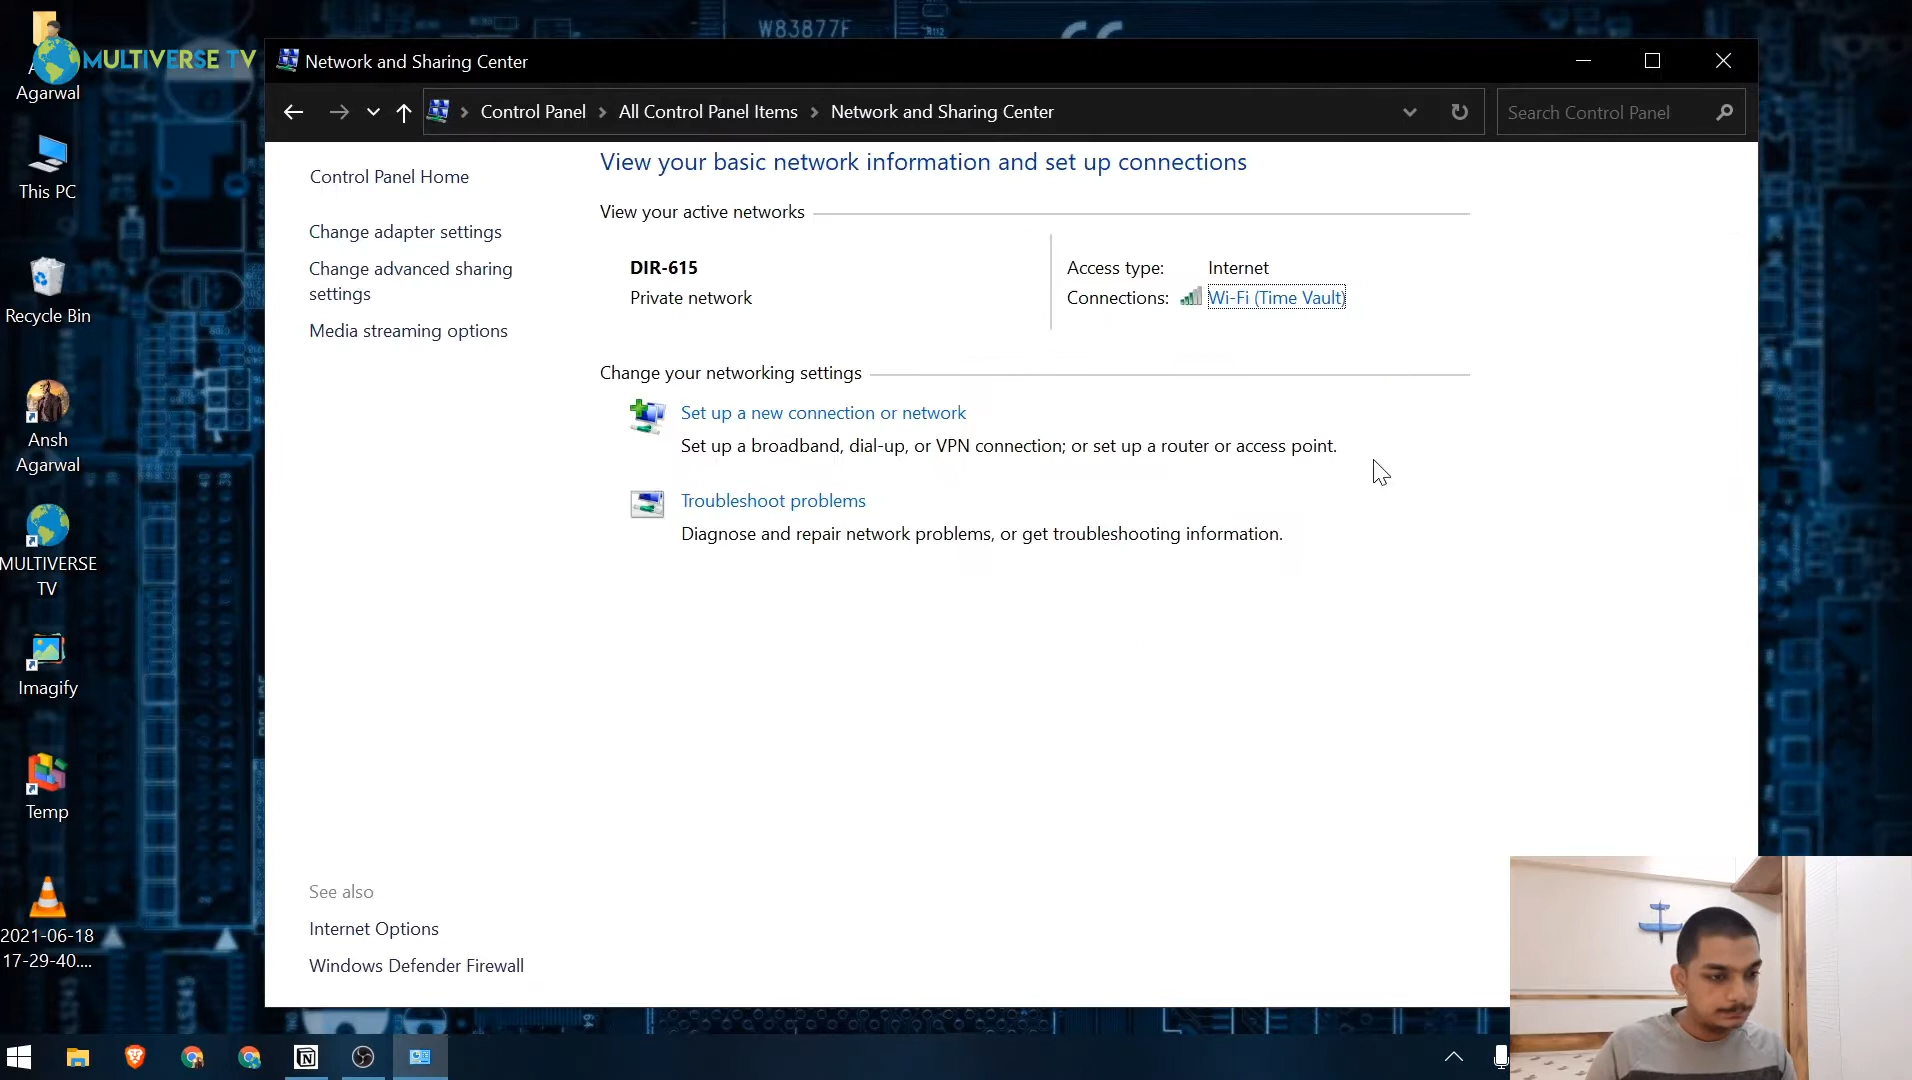 W83877F
R112
MULTIVERSE TV
Agarwal
This PC
Recycle Bin
Ansh
Agarwal
MULTIVERSE
TV
Imagify
Temp
2021-06-18
17-29-40....
Network and Sharing Center
Control Panel
All Control Panel Items
Network and Sharing Center
Search Control Panel
Control Panel Home
Change adapter settings
Change advanced sharing
settings
Media streaming options
See also
Internet Options
Windows Defender Firewall
View your basic network information and set up connections
View your active networks
DIR-615
Private network
Access type: Internet
Connections: Wi-Fi (Time Vault)
Change your networking settings
Set up a new connection or network
Set up a broadband, dial-up, or VPN connection; or set up a router or access point.
Troubleshoot problems
Diagnose and repair network problems, or get troubleshooting information.